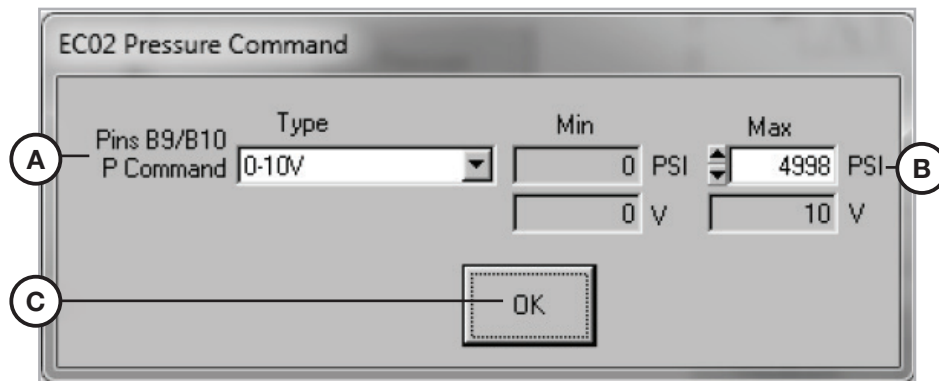 EC02 Pressure Command
Type Min Max
Pins B9/B10
P Command 0-10V 0 PSI 4998 PSI
0 V 10 V
OK
A
B
C